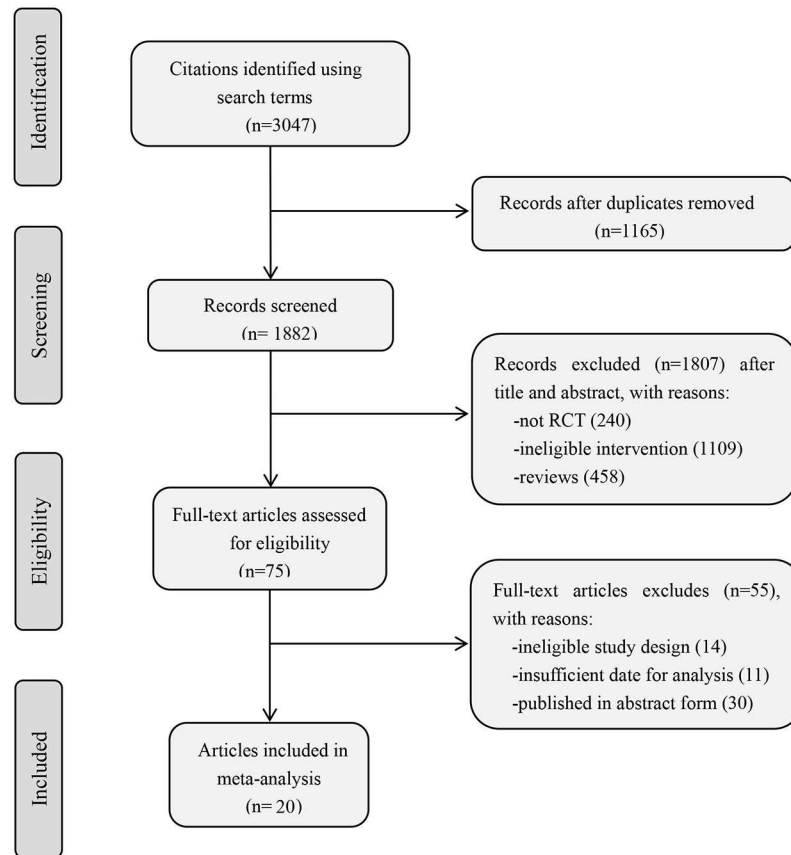 Identification
Citations identified using
search terms
(n=3047)
Records after duplicates removed
(n=1165)
Screening
Records screened
(n= 1882)
Records excluded (n=1807) after
title and abstract, with reasons:
-not RCT (240)
-ineligible intervention (1109)
-reviews (458)
Eligibility
Full-text articles assessed
for eligibility
(n=75)
Full-text articles excludes (n=55),
with reasons:
-ineligible study design (14)
-insufficient date for analysis (11)
-published in abstract form (30)
Included
Articles included in
meta-analysis
(n= 20)